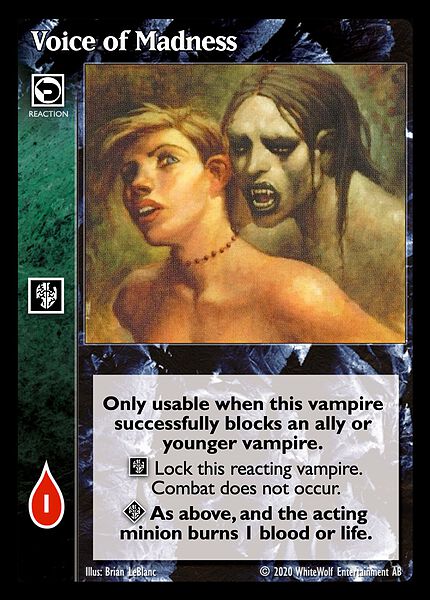 Voice of Madness
REACTION
Only usable when this vampire
successfully blocks an ally or
younger vampire.
Lock this reacting vampire.
Combat does not occur.
As above, and the acting
minion burns 1 blood or life.
1
Illus: Brian LeBlanc © 2020 WhiteWolf Entertainment AB